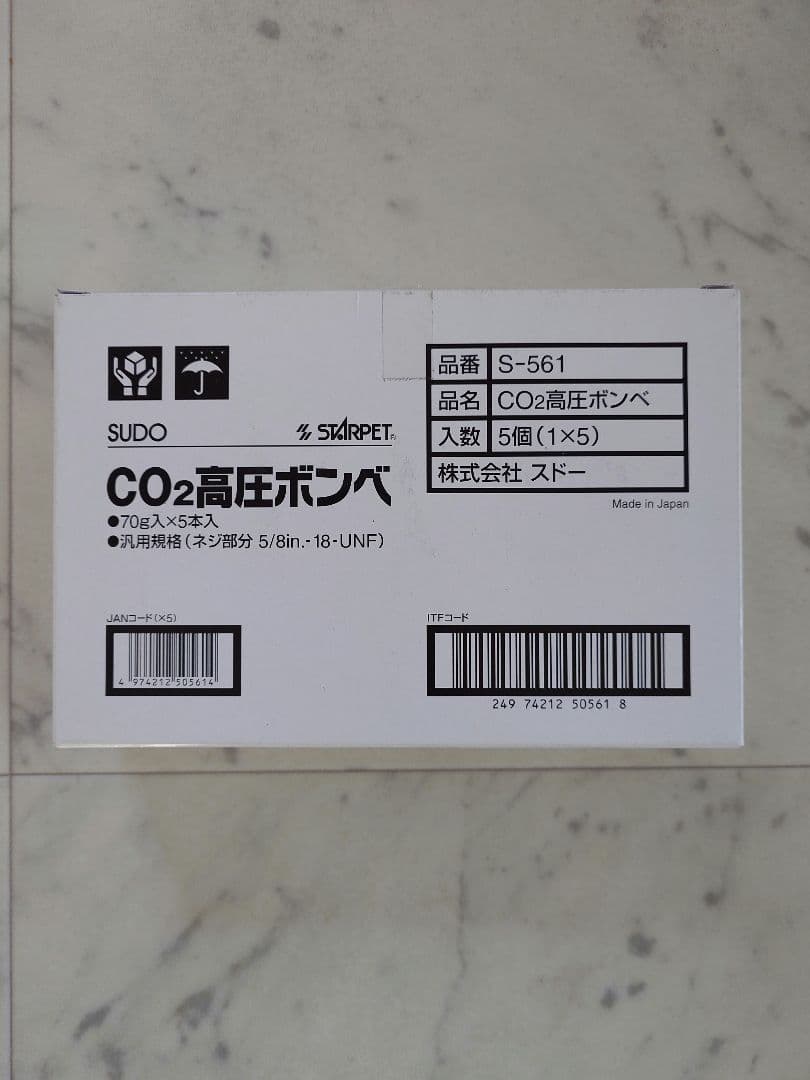 SUDO
STARPET
CO2高圧ボンベ
●70g入×5本入
●汎用規格(ネジ部分 5/8in.-18-UNF)
品番 S-561
品名 CO2高圧ボンベ
入数 5個(1×5)
株式会社 スドー
Made in Japan
JANコード(×5)
4 974212 505614
ITFコード
249 74212 50561 8